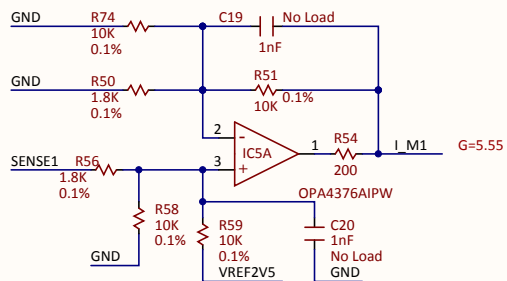 GND R74 C19 No Load
10K
0.1% 1nF
GND R50 R51
1.8K 10K 0.1%
0.1%
2 -
IC5A 1 R54 I_M1 G=5.55
SENSE1 R56 3 + 200
1.8K
0.1% OPA4376AIPW
R58 R59 C20
10K 10K 1nF
0.1% 0.1% No Load
GND VREF2V5 GND